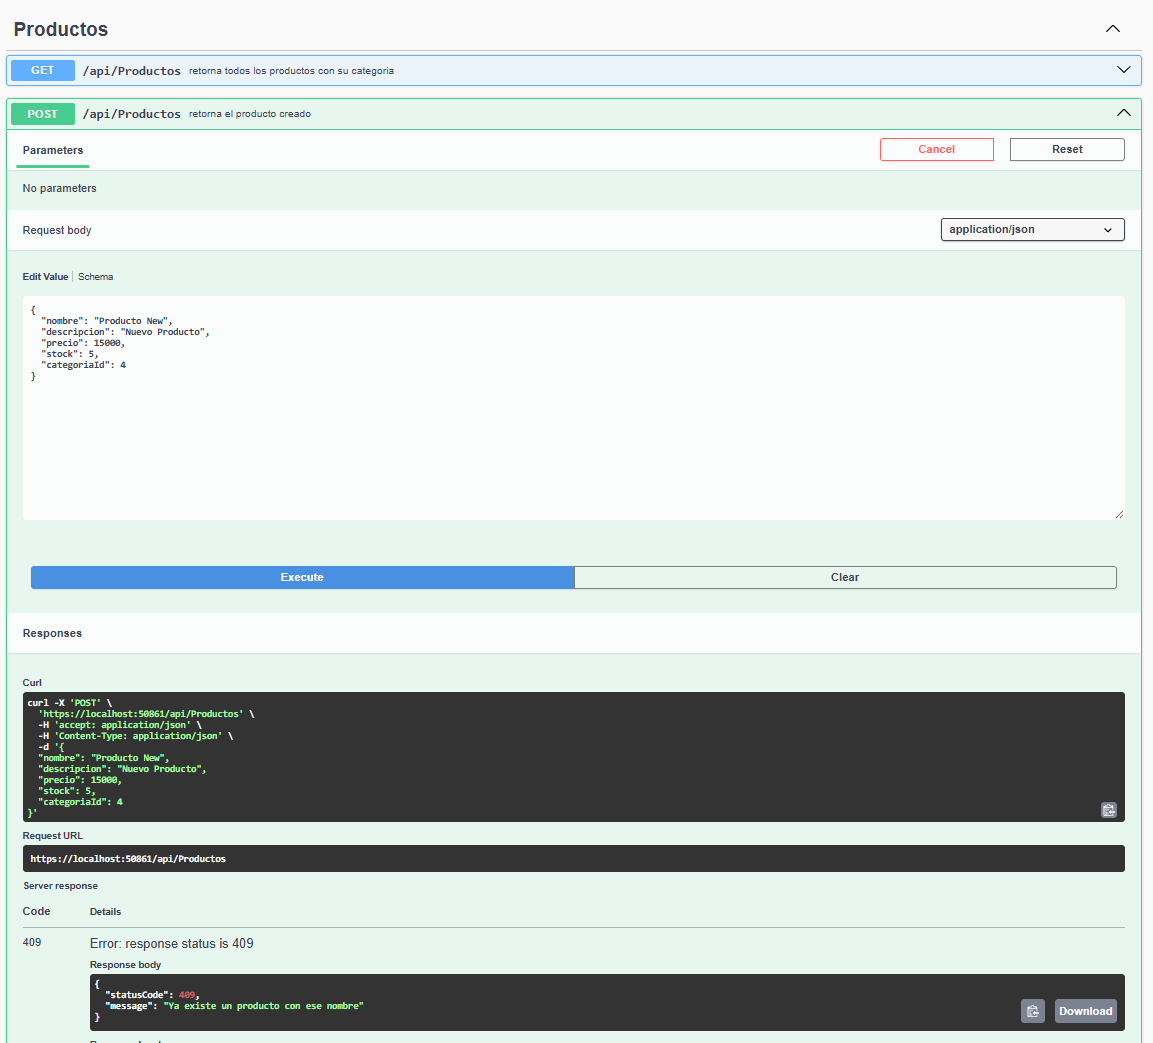 Productos
GET /api/Productos retorna todos los productos con su categoria
POST /api/Productos retorna el producto creado
Parameters Cancel Reset
No parameters
Request body application/json
Edit Value Schema
{
"nombre": "Producto New",
"descripcion": "Nuevo Producto",
"precio": 15000,
"stock": 5,
"categoriaId": 4
}
Execute Clear
Responses
Curl
curl -X 'POST' \
'https://localhost:50861/api/Productos' \
-H 'accept: application/json' \
-H 'Content-Type: application/json' \
-d '{
"nombre": "Producto New",
"descripcion": "Nuevo Producto",
"precio": 15000,
"stock": 5,
"categoriaId": 4
}'
Request URL
https://localhost:50861/api/Productos
Server response
Code Details
409 Error: response status is 409
Response body
{
"statusCode": 409,
"message": "Ya existe un producto con ese nombre"
}
Download